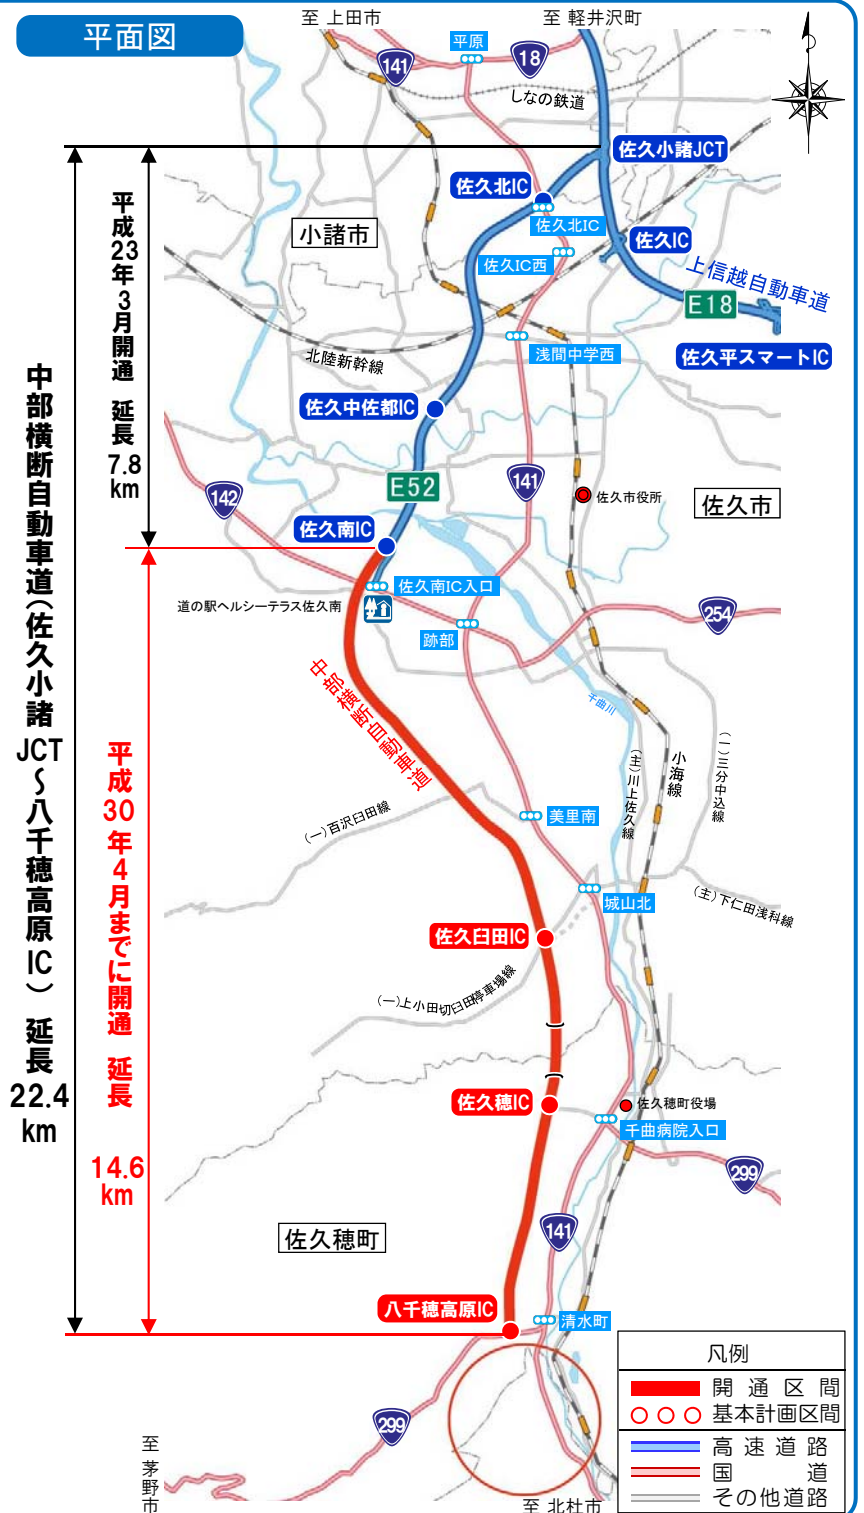 平面図
至 上田市
至 軽井沢町
平原
141
18
しなの鉄道
佐久小諸JCT
佐久北IC
佐久北IC
小諸市
佐久IC
佐久IC西
上信越自動車道
E18
浅間中学西
佐久平スマートIC
北陸新幹線
佐久中佐都IC
平成23年3月開通 延長 7.8 km
中部横断自動車道(佐久小諸JCT〜八千穂高原IC) 延長 22.4 km
142
E52
141
佐久市役所
佐久市
佐久南IC
佐久南IC入口
道の駅ヘルシーテラス佐久南
254
跡部
中部横断自動車道
千曲川
平成30年4月までに開通 延長 14.6 km
(主)川上佐久線
小海線
(一)三分中込線
美里南
(一)百沢臼田線
城山北
(主)下仁田浅科線
佐久臼田IC
(一)上小田切臼田停車場線
佐久穂IC
佐久穂町役場
千曲病院入口
299
佐久穂町
141
八千穂高原IC
清水町
299
至 茅野市
至 北杜市
凡例
開通区間
基本計画区間
高速道路
国道
その他道路